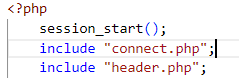 <?php
session_start();
include "connect.php";
include "header.php";